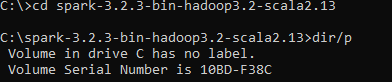 C:\>cd spark-3.2.3-bin-hadoop3.2-scala2.13
C:\spark-3.2.3-bin-hadoop3.2-scala2.13>dir/p
Volume in drive C has no label.
Volume Serial Number is 10BD-F38C